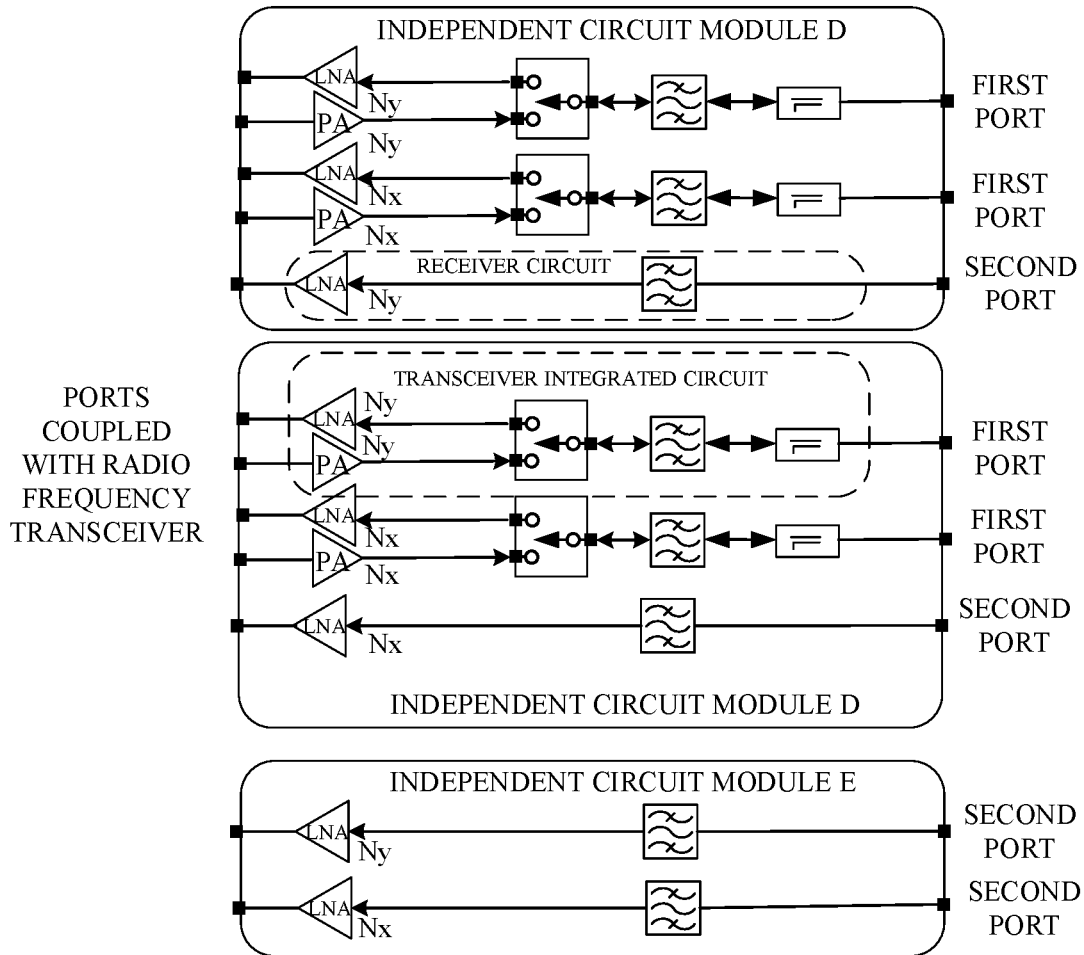 INDEPENDENT CIRCUIT MODULE D
LNA
Ny
PA
Ny
FIRST
PORT
LNA
Nx
PA
Nx
FIRST
PORT
RECEIVER CIRCUIT
LNA
Ny
SECOND
PORT
PORTS
COUPLED
WITH RADIO
FREQUENCY
TRANSCEIVER
TRANSCEIVER INTEGRATED CIRCUIT
LNA
Ny
PA
Ny
FIRST
PORT
LNA
Nx
PA
Nx
FIRST
PORT
LNA
Nx
SECOND
PORT
INDEPENDENT CIRCUIT MODULE D
INDEPENDENT CIRCUIT MODULE E
LNA
Ny
SECOND
PORT
LNA
Nx
SECOND
PORT